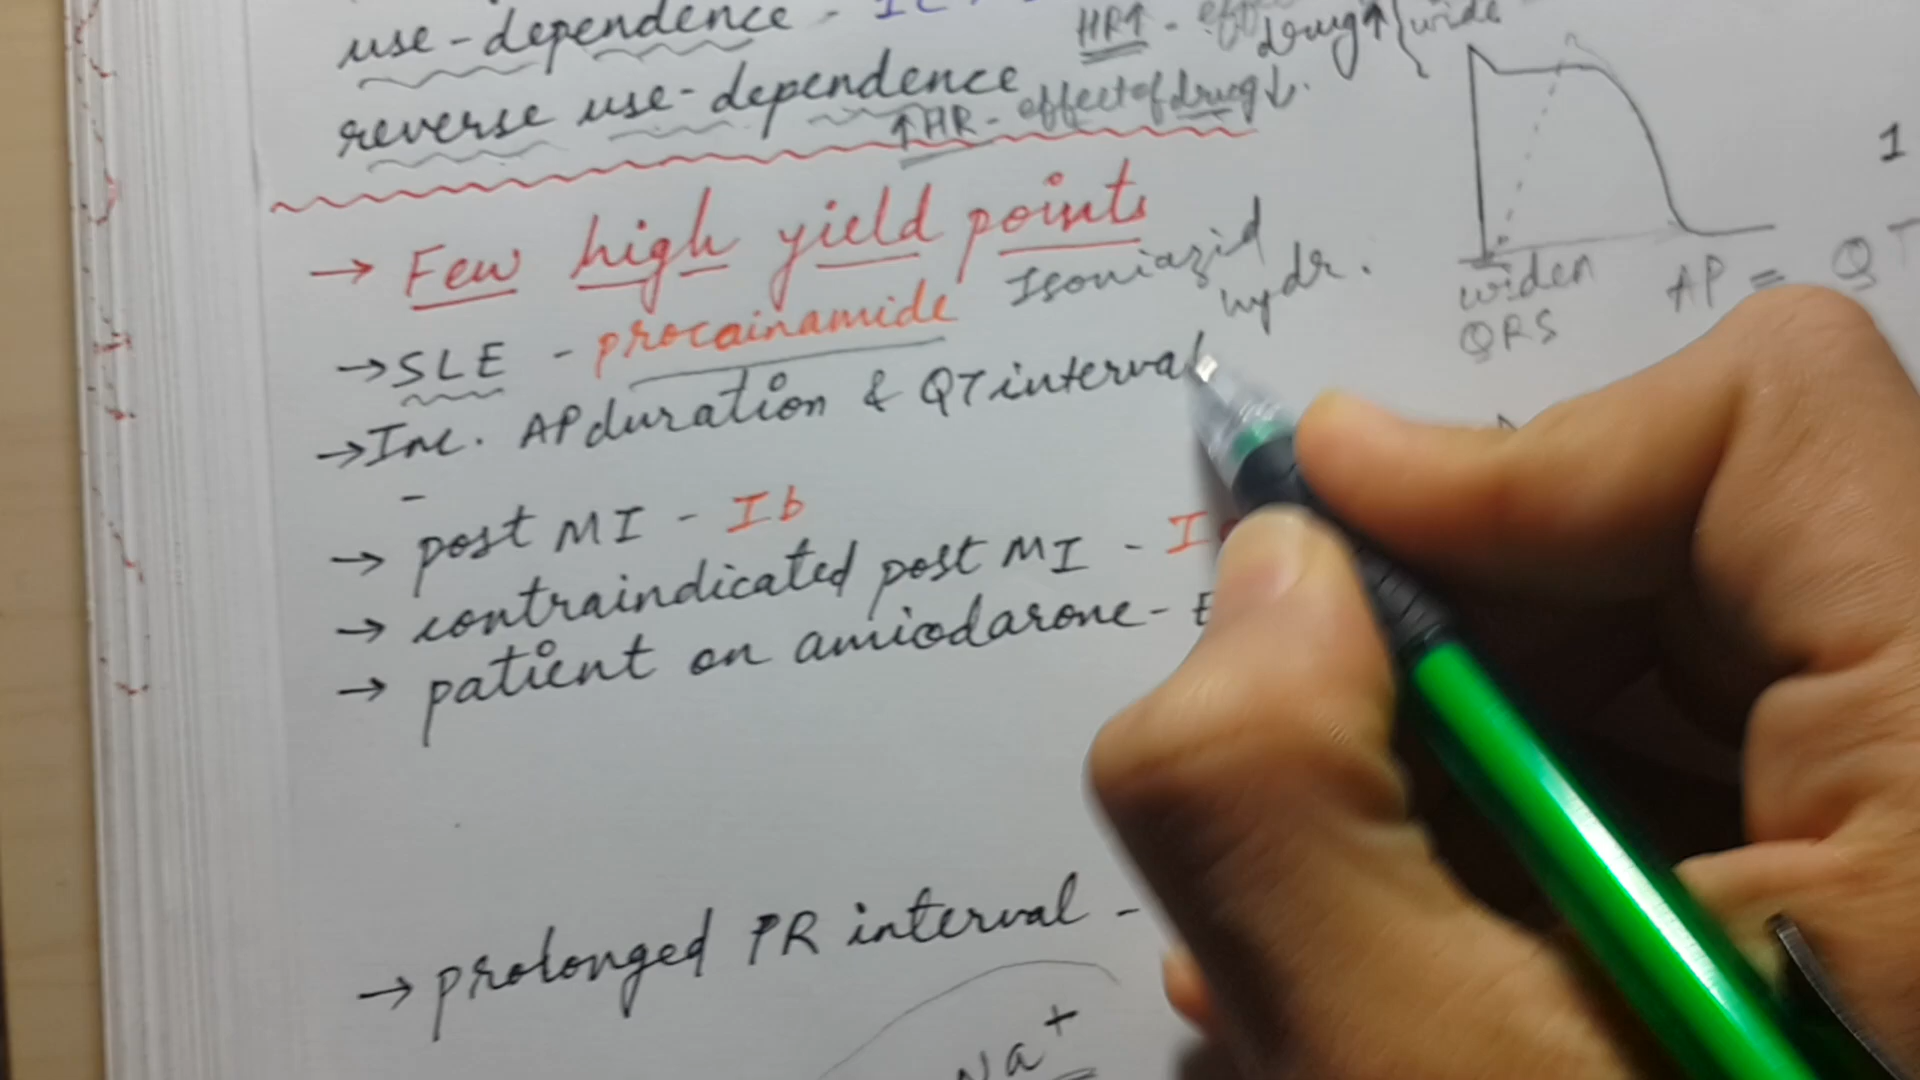 use-dependence -
HR↑ - drug↑ wide
reverse use-dependence
↑HR - effect of drug ↓.
→ Few high yield points
→ SLE - procainamide Isoniazid
hydr.
→ Inc. AP duration & QT interval
-
→ post MI - Ib
→ contraindicated post MI - I
→ patient on amiodarone -
→ prolonged PR interval -
Na+
widen
QRS
AP = QT
1